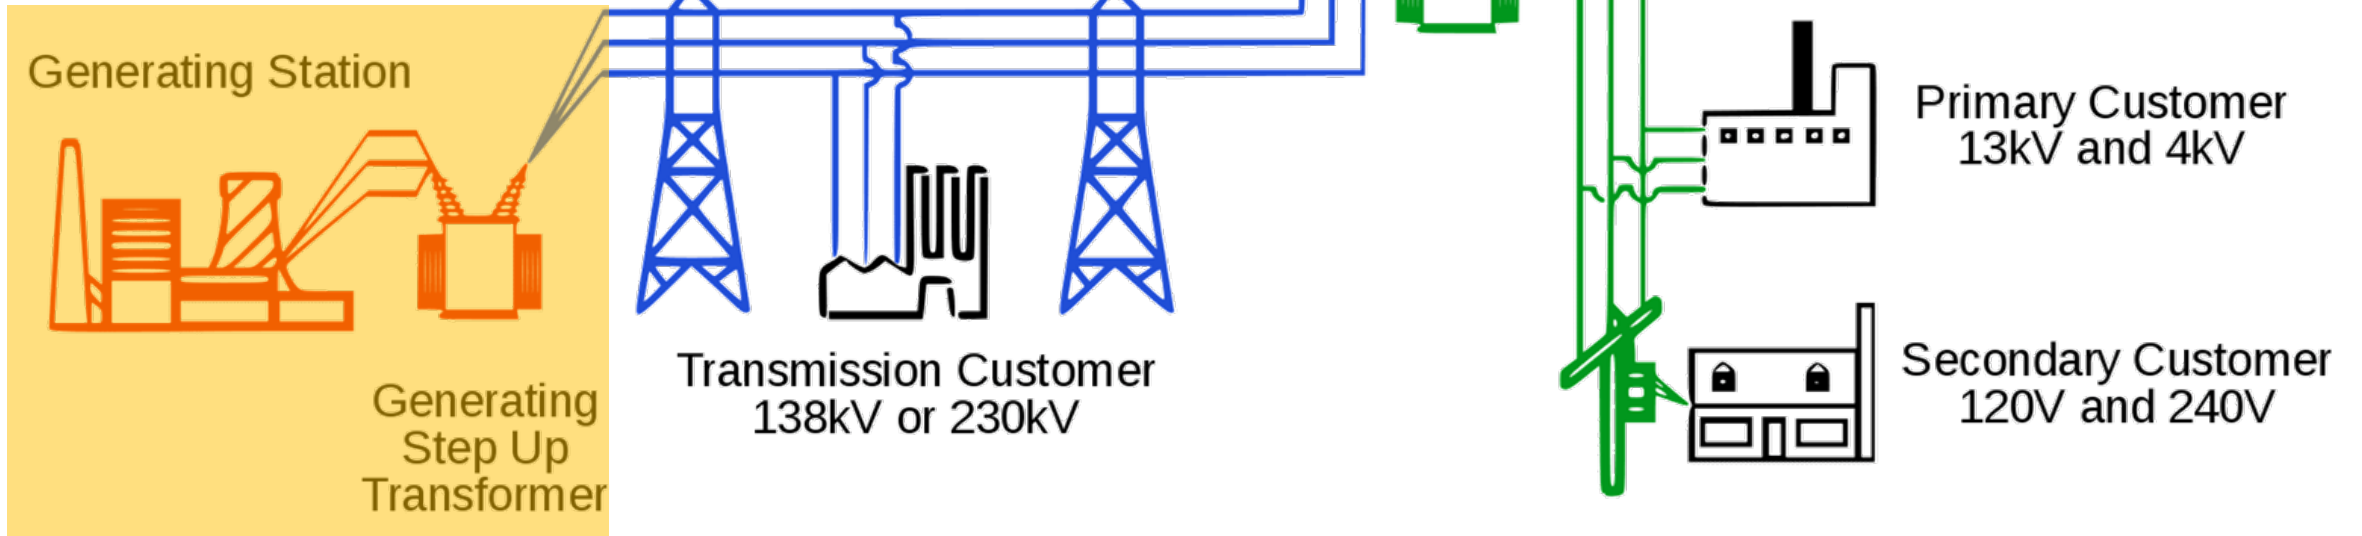 Generating Station
Generating
Step Up
Transformer
Transmission Customer
138kV or 230kV
Primary Customer
13kV and 4kV
Secondary Customer
120V and 240V